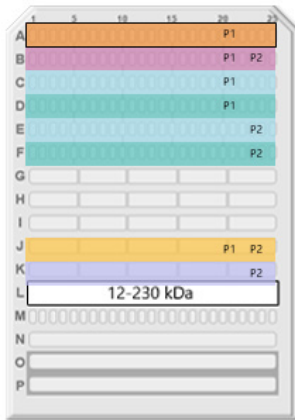 1 5 10 15 20 25
A P1
B P1 P2
C P1
D P1
E P2
F P2
G
H
I
J P1 P2
K P2
L 12-230 kDa
M
N
O
P